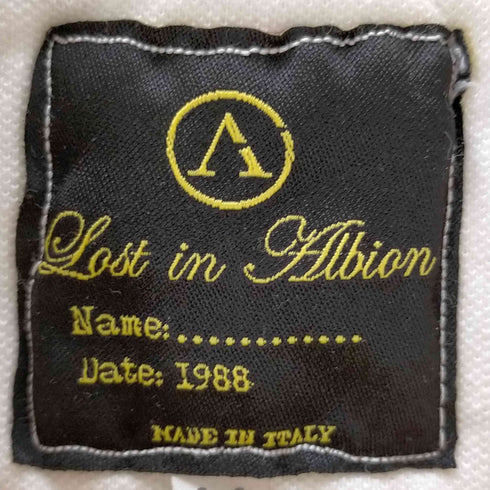 Lost in Albion
Name:............
Date: 1988
MADE IN ITALY